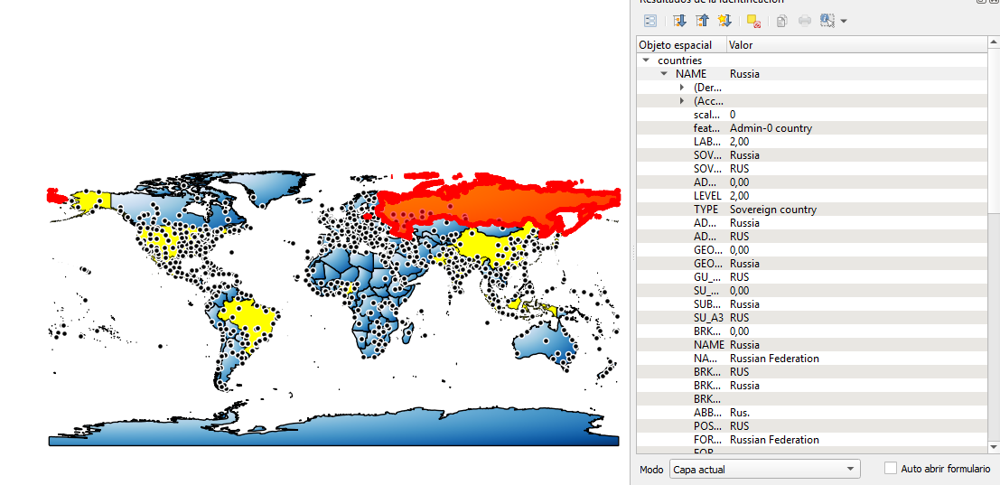 Resultados de la identificación
Objeto espacial Valor
countries
NAME Russia
(Der...
(Acc...
scal... 0
feat... Admin-0 country
LAB... 2,00
SOV... Russia
SOV... RUS
AD... 0,00
LEVEL 2,00
TYPE Sovereign country
AD... Russia
AD... RUS
GEO... 0,00
GEO... Russia
GU_... RUS
SU_... 0,00
SUB... Russia
SU_A3 RUS
BRK... 0,00
NAME Russia
NA... Russian Federation
BRK... RUS
BRK... Russia
BRK...
ABB... Rus.
POS... RUS
FOR... Russian Federation
Modo Capa actual Auto abrir formulario